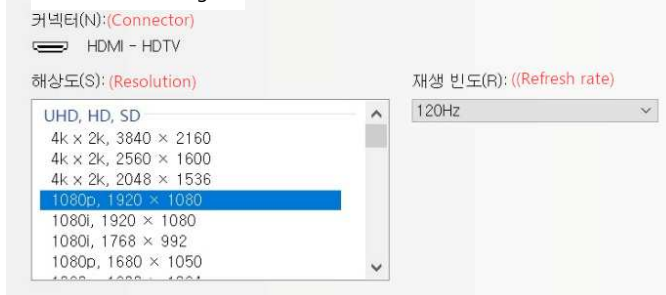 커넥터(N):(Connector)
HDMI - HDTV
해상도(S): (Resolution)
재생 빈도(R): ((Refresh rate)
120Hz
UHD, HD, SD
4k x 2k, 3840 × 2160
4k x 2k, 2560 × 1600
4k x 2k, 2048 × 1536
1080p, 1920 × 1080
1080i, 1920 × 1080
1080i, 1768 × 992
1080p, 1680 × 1050